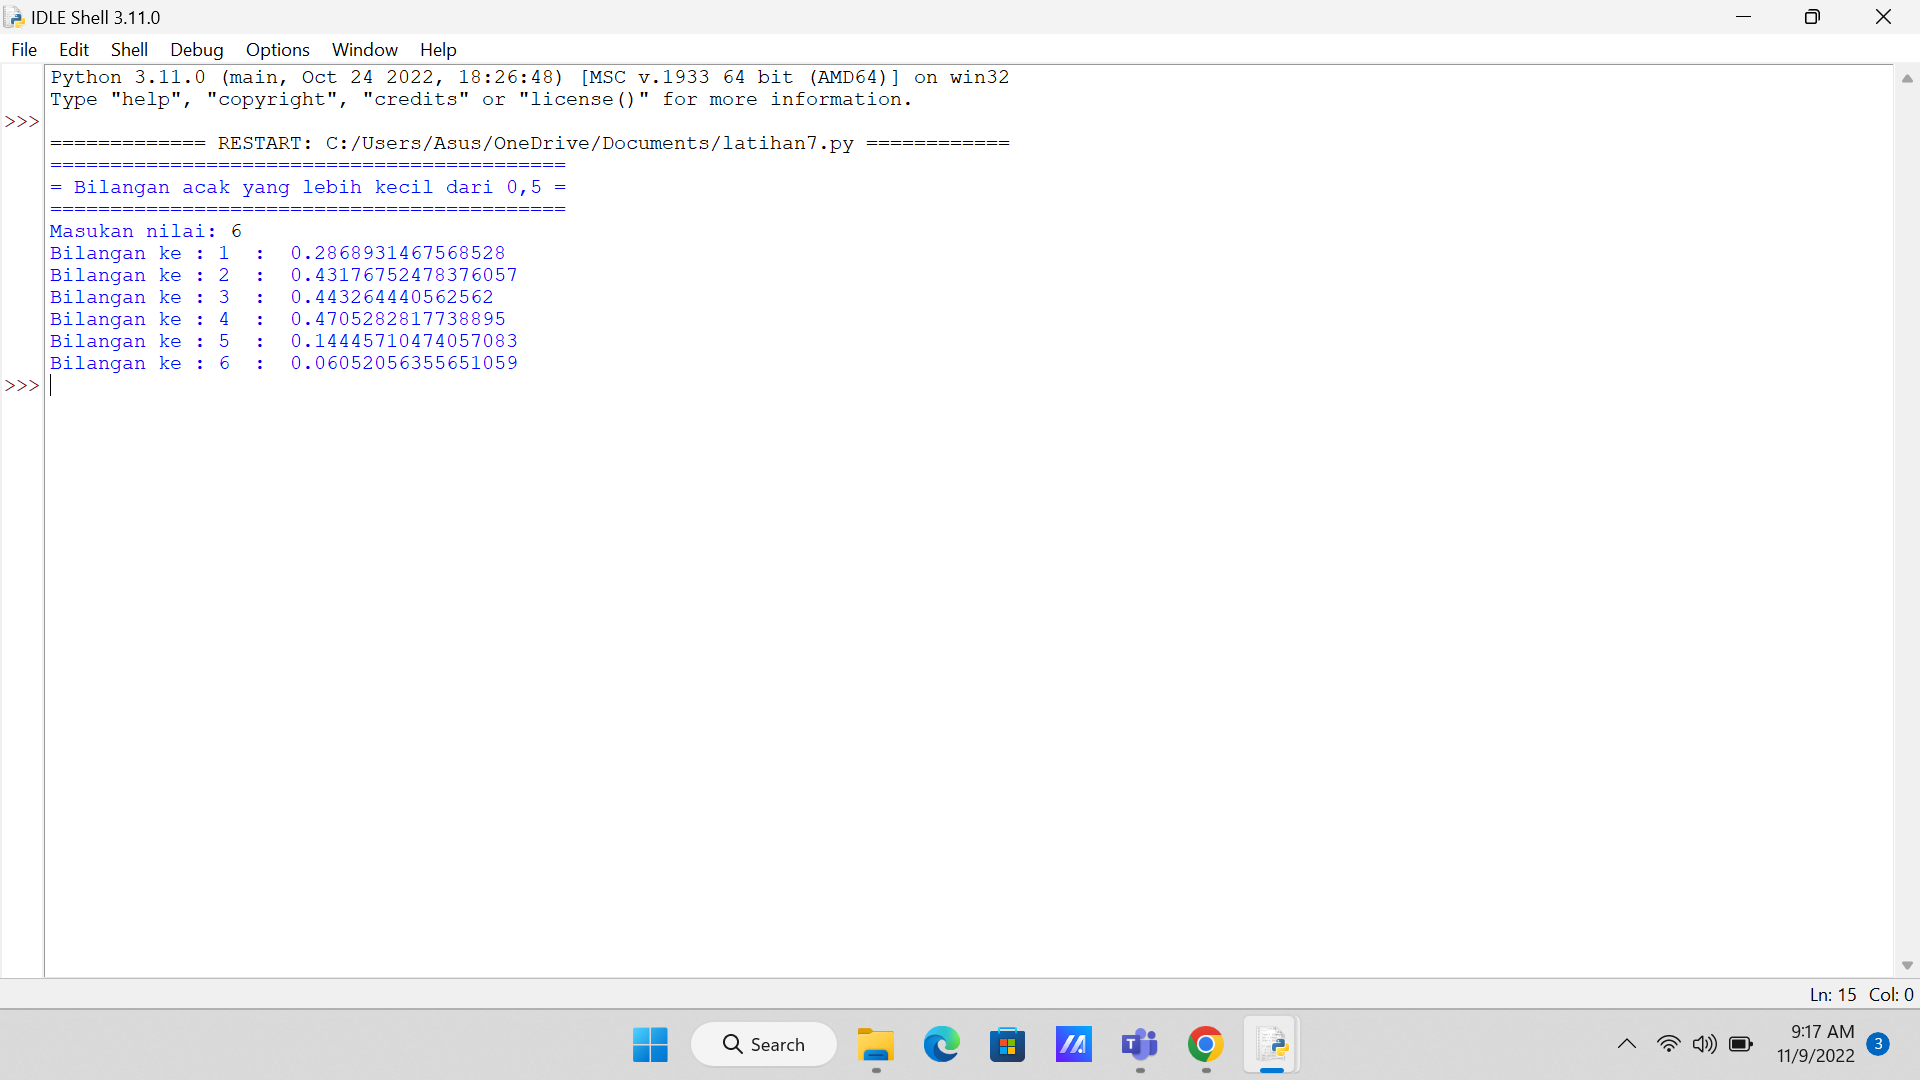 IDLE Shell 3.11.0
File Edit Shell Debug Options Window Help
Python 3.11.0 (main, Oct 24 2022, 18:26:48) [MSC v.1933 64 bit (AMD64)] on win32
Type "help", "copyright", "credits" or "license()" for more information.
>>>
============= RESTART: C:/Users/Asus/OneDrive/Documents/latihan7.py ============
===========================================
= Bilangan acak yang lebih kecil dari 0,5 =
===========================================
Masukan nilai: 6
Bilangan ke : 1  :  0.2868931467568528
Bilangan ke : 2  :  0.43176752478376057
Bilangan ke : 3  :  0.443264440562562
Bilangan ke : 4  :  0.4705282817738895
Bilangan ke : 5  :  0.14445710474057083
Bilangan ke : 6  :  0.06052056355651059
>>>
Ln: 15 Col: 0
Search
9:17 AM
11/9/2022
3